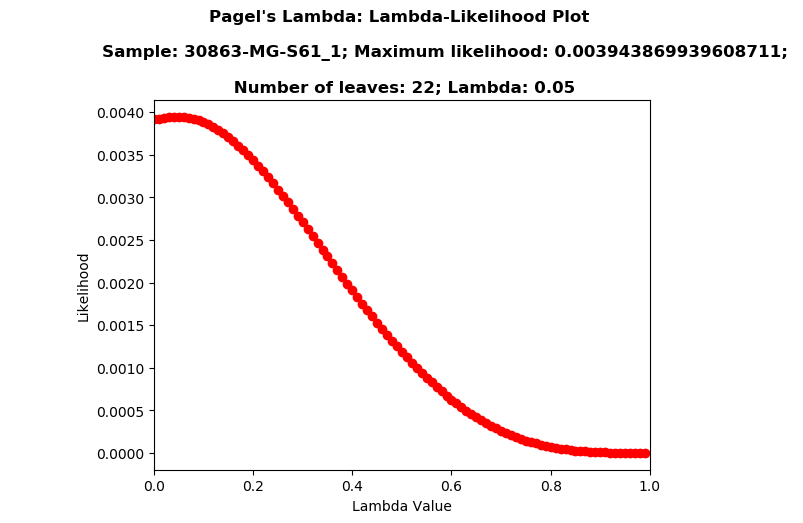 Pagel's Lambda: Lambda-Likelihood Plot
Sample: 30863-MG-S61_1; Maximum likelihood: 0.003943869939608711;
Number of leaves: 22; Lambda: 0.05
0.0040
0.0035
0.0030
0.0025
0.0020
0.0015
0.0010
0.0005
0.0000
Likelihood
0.0 0.2 0.4 0.6 0.8 1.0
Lambda Value